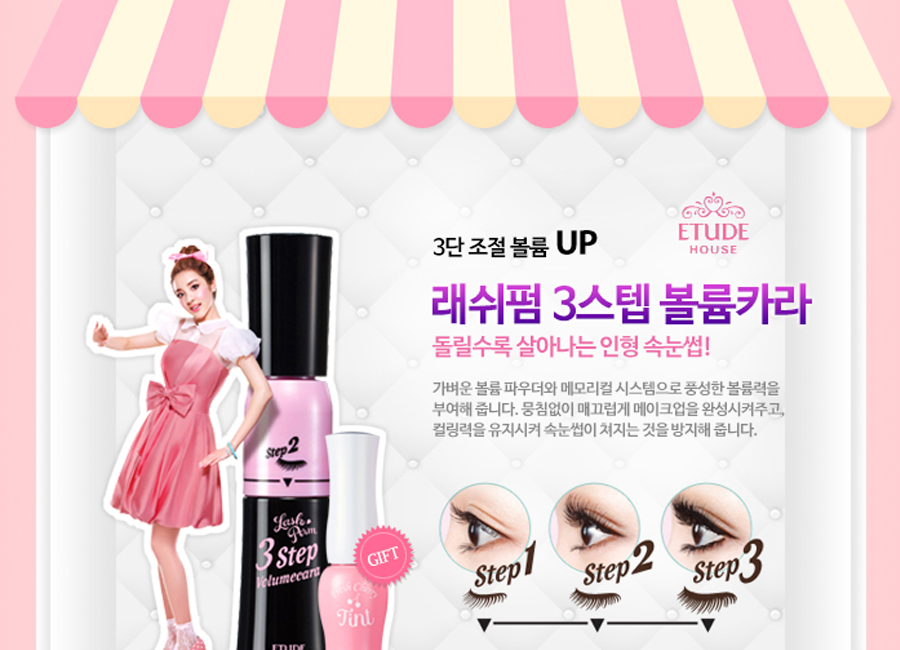 ETUDE
HOUSE
3단 조절 볼륨 UP
래쉬펌 3스텝 볼륨카라
돌릴수록 살아나는 인형 속눈썹!
가벼운 볼륨 파우더와 메모리컬 시스템으로 풍성한 볼륨력을
부여해 줍니다. 뭉침없이 매끄럽게 메이크업을 완성시켜주고,
컬링력을 유지시켜 속눈썹이 쳐지는 것을 방지해 줍니다.
Step2
Lash Perm
3 Step
Volumecara
ETUDE
GIFT
Tint
Step1
Step2
Step3